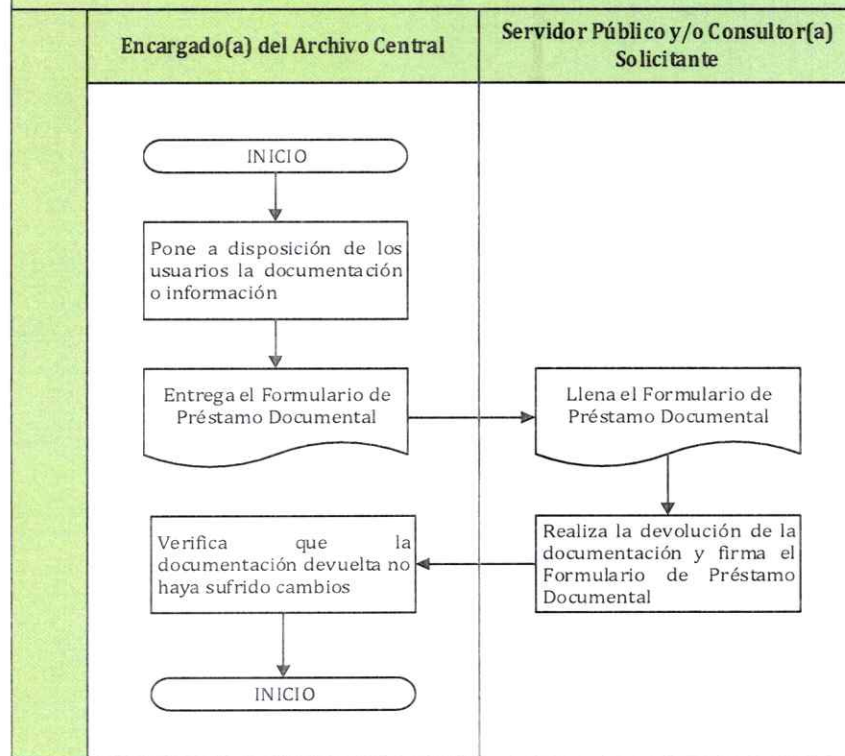 Encargado(a) del Archivo Central
Servidor Público y/o Consultor(a)
Solicitante
INICIO
Pone a disposición de los
usuarios la documentación
o información
Entrega el Formulario de
Préstamo Documental
Llena el Formulario de
Préstamo Documental
Realiza la devolución de la
documentación y firma el
Formulario de Préstamo
Documental
Verifica que la
documentación devuelta no
haya sufrido cambios
INICIO